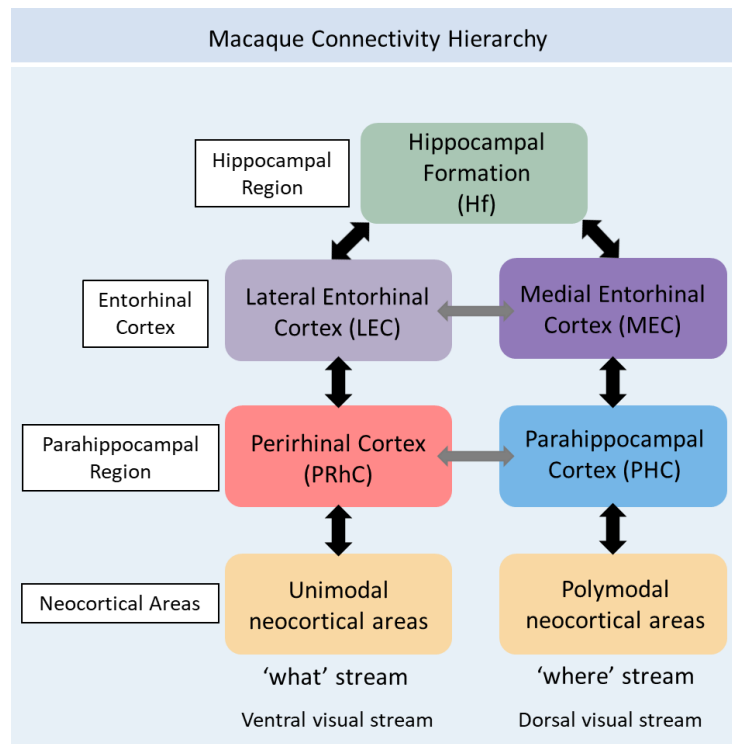 Macaque Connectivity Hierarchy
Hippocampal
Region
Hippocampal
Formation
(Hf)
Entorhinal
Cortex
Lateral Entorhinal
Cortex (LEC)
Medial Entorhinal
Cortex (MEC)
Parahippocampal
Region
Perirhinal Cortex
(PRhC)
Parahippocampal
Cortex (PHC)
Neocortical Areas
Unimodal
neocortical areas
Polymodal
neocortical areas
‘what’ stream
‘where’ stream
Ventral visual stream
Dorsal visual stream